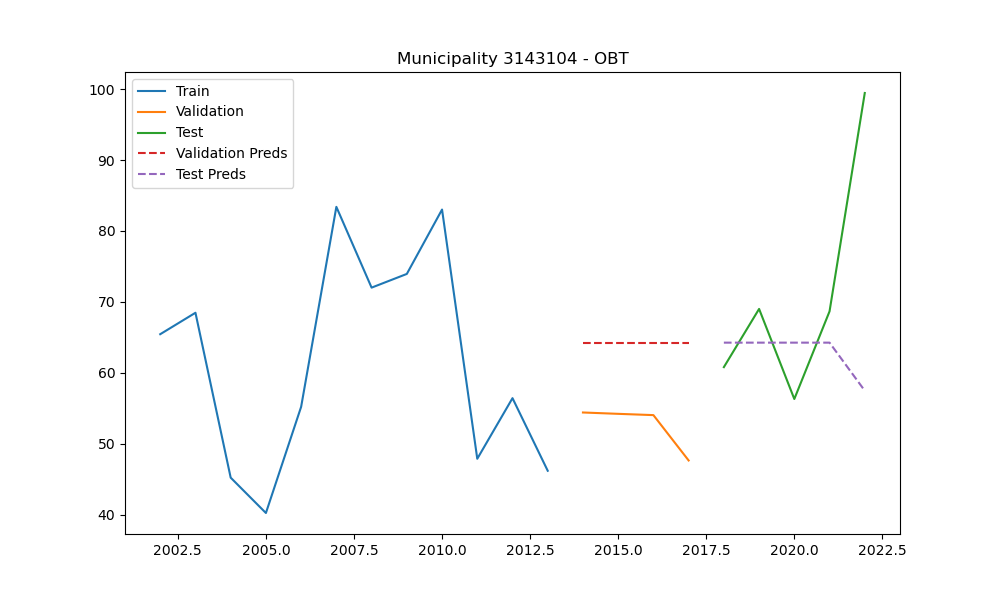 Municipality 3143104 - OBT
Train
Validation
Test
Validation Preds
Test Preds
100
90
80
70
60
50
40
2002.5 2005.0 2007.5 2010.0 2012.5 2015.0 2017.5 2020.0 2022.5